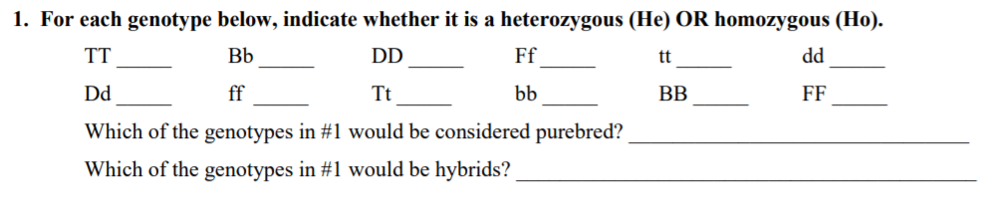 1. For each genotype below, indicate whether it is a heterozygous (He) OR homozygous (Ho).
TT _____ Bb _____ DD _____ Ff _____ tt _____ dd _____
Dd _____ ff _____ Tt _____ bb _____ BB _____ FF _____
Which of the genotypes in #1 would be considered purebred? _______________________________
Which of the genotypes in #1 would be hybrids? __________________________________________